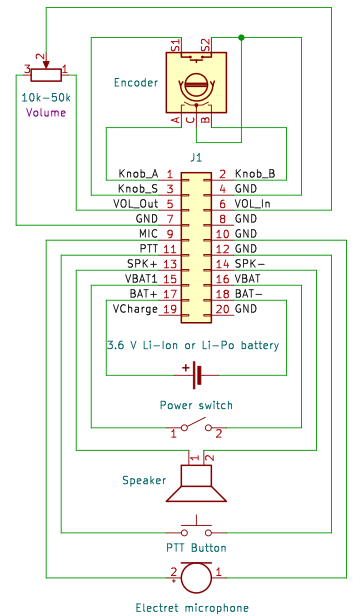 2
S1
S2
3
1
Encoder
10k-50k
Volume
A
C
B
J1
Knob_A 1 2 Knob_B
Knob_S 3 4 GND
VOL_Out 5 6 VOL_In
GND 7 8 GND
MIC 9 10 GND
PTT 11 12 GND
SPK+ 13 14 SPK-
VBAT1 15 16 VBAT
BAT+ 17 18 BAT-
VCharge 19 20 GND
3.6 V Li-Ion or Li-Po battery
+
Power switch
1 2
1 2
Speaker
PTT Button
2 1
+
Electret microphone